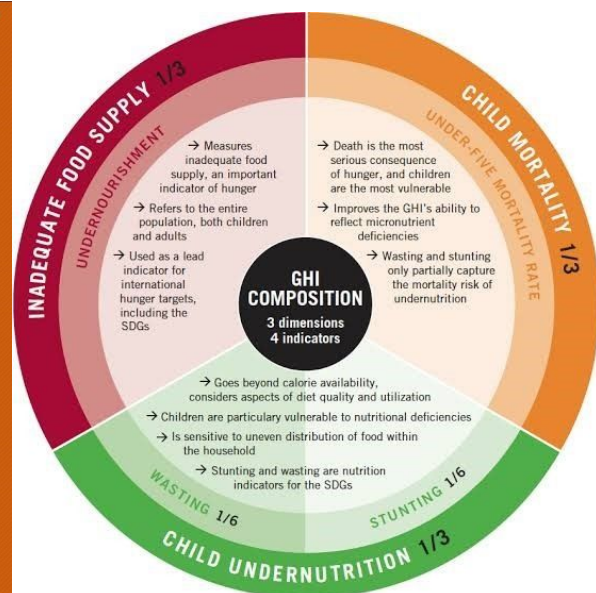 INADEQUATE FOOD SUPPLY 1/3
UNDERNOURISHMENT
→ Measures
inadequate food
supply, an important
indicator of hunger
→ Refers to the entire
population, both children
and adults
→ Used as a lead
indicator for
international
hunger targets,
including the
SDGs
CHILD MORTALITY 1/3
UNDER-FIVE MORTALITY RATE
→ Death is the most
serious consequence
of hunger, and children
are the most vulnerable
→ Improves the GHI's ability to
reflect micronutrient
deficiencies
→ Wasting and stunting
only partially capture
the mortality risk of
undernutrition
GHI
COMPOSITION
3 dimensions
4 indicators
→ Goes beyond calorie availability,
considers aspects of diet quality and utilization
→ Children are particulary vulnerable to nutritional deficiencies
→ Is sensitive to uneven distribution of food within
the household
→ Stunting and wasting are nutrition
indicators for the SDGs
WASTING 1/6
STUNTING 1/6
CHILD UNDERNUTRITION 1/3